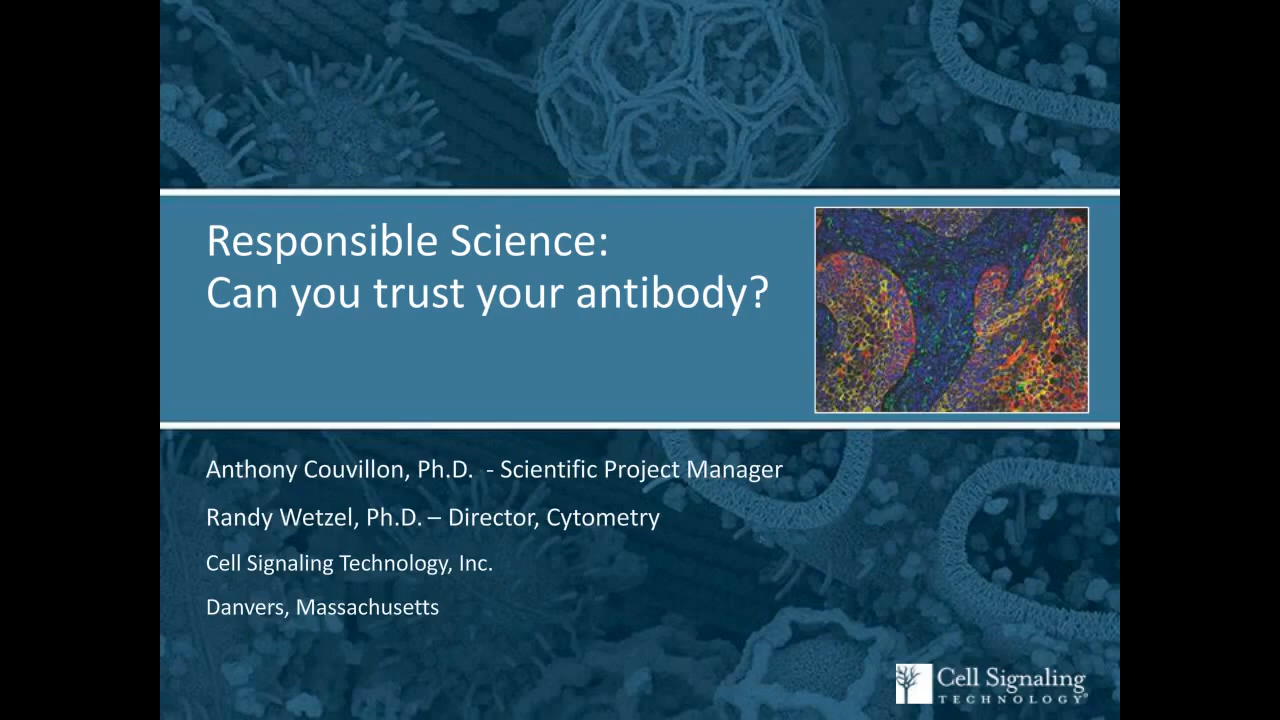 Responsible Science:
Can you trust your antibody?
Anthony Couvillon, Ph.D. - Scientific Project Manager
Randy Wetzel, Ph.D. – Director, Cytometry
Cell Signaling Technology, Inc.
Danvers, Massachusetts
Cell Signaling
TECHNOLOGY®